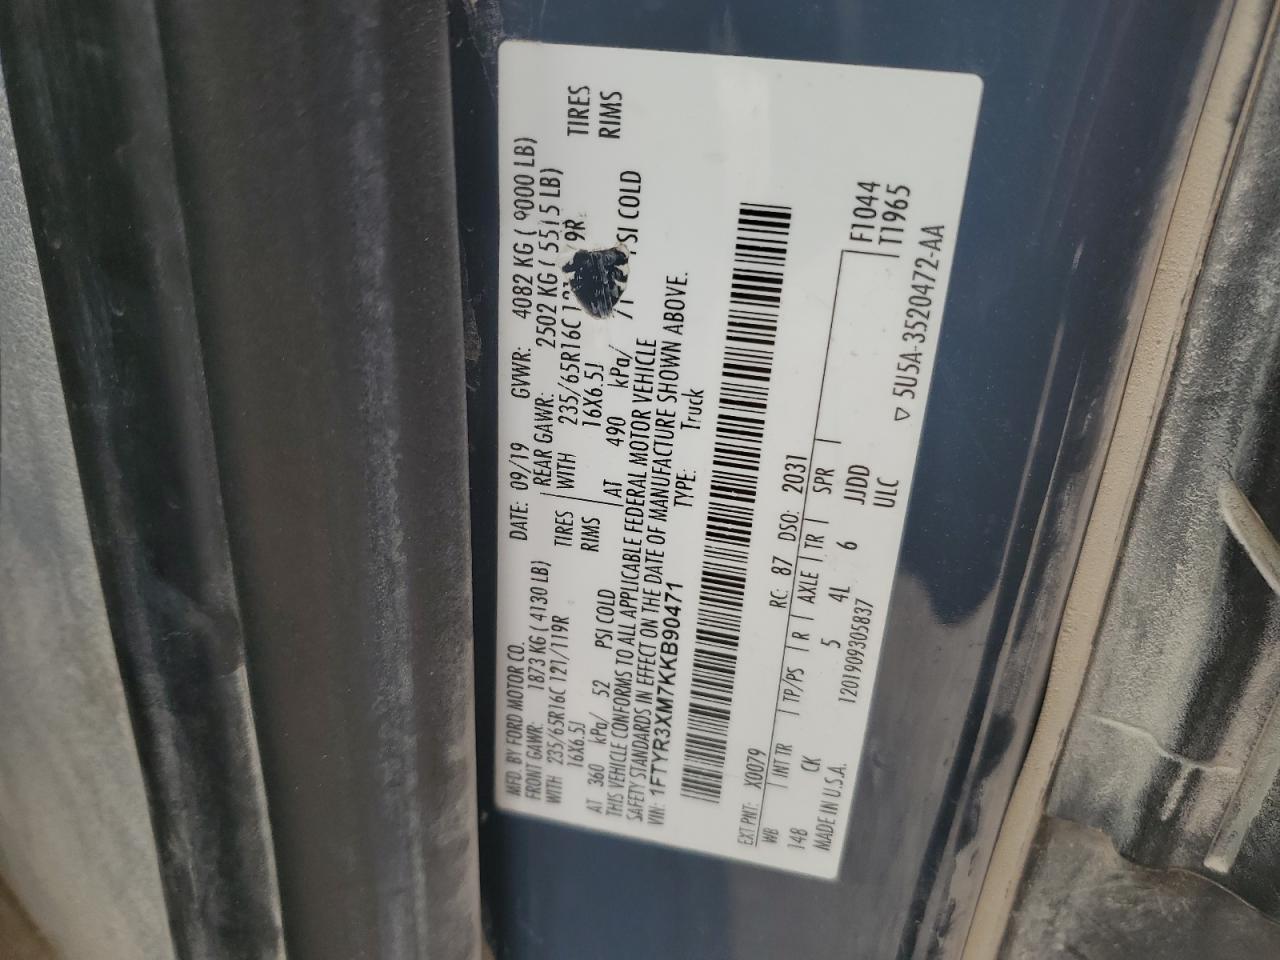 MFD. BY FORD MOTOR CO. DATE: 09/19 GVWR: 4082 KG ( 9000 LB)
FRONT GAWR: 1873 KG ( 4130 LB) REAR GAWR: 2502 KG ( 5515 LB)
WITH 235/65R16C 121/119R TIRES WITH 235/65R16C 9R TIRES
16X6.5J RIMS 16X6.5J RIMS
AT 360 kPa/ 52 PSI COLD AT 490 kPa/ SI COLD
THIS VEHICLE CONFORMS TO ALL APPLICABLE FEDERAL MOTOR VEHICLE
SAFETY STANDARDS IN EFFECT ON THE DATE OF MANUFACTURE SHOWN ABOVE.
VIN: 1FTYR3XM7KKB90471 TYPE: Truck
EXT PNT: X0079 RC: 87 DSO: 2031
WB INT TR TP/PS R AXLE TR SPR F1044
148 CK 5 4L 6 JJDD T1965
MADE IN U.S.A. 1201909305837 ULC
▽ 5U5A-3520472-AA